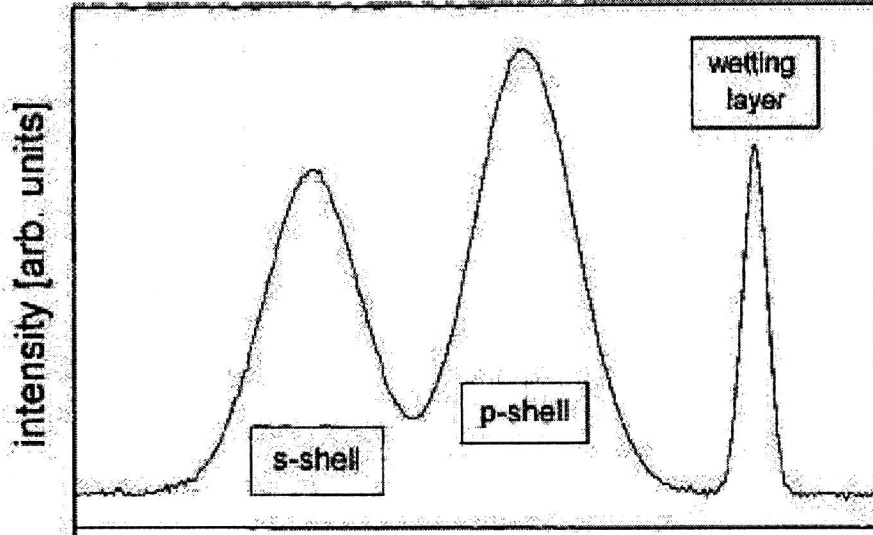 intensity [arb. units]
s-shell
p-shell
wetting
layer